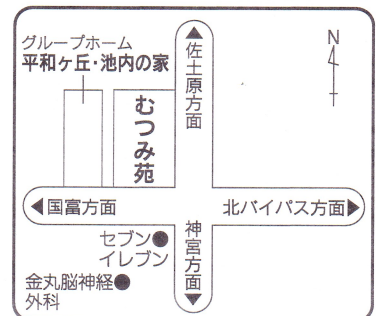 グループホーム
平和ヶ丘・池内の家
むつみ苑
▲佐土原方面
N
◀国富方面
北バイパス方面▶
神宮方面▼
セブン●
イレブン
金丸脳神経●
外科